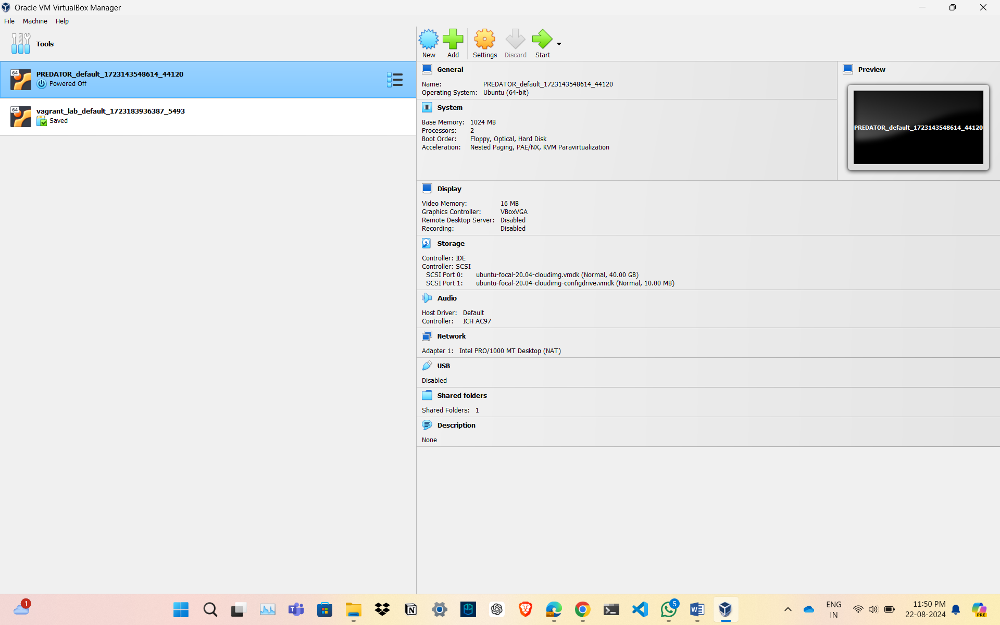 Oracle VM VirtualBox Manager
File Machine Help
Tools
64
PREDATOR_default_1723143548614_44120
Powered Off
64
vagrant_lab_default_1723183936387_5493
Saved
New Add Settings Discard Start
General
Name: PREDATOR_default_1723143548614_44120
Operating System: Ubuntu (64-bit)
System
Base Memory: 1024 MB
Processors: 2
Boot Order: Floppy, Optical, Hard Disk
Acceleration: Nested Paging, PAE/NX, KVM Paravirtualization
Preview
PREDATOR_default_1723143548614_44120
Display
Video Memory: 16 MB
Graphics Controller: VBoxVGA
Remote Desktop Server: Disabled
Recording: Disabled
Storage
Controller: IDE
Controller: SCSI
SCSI Port 0: ubuntu-focal-20.04-cloudimg.vmdk (Normal, 40.00 GB)
SCSI Port 1: ubuntu-focal-20.04-cloudimg-configdrive.vmdk (Normal, 10.00 MB)
Audio
Host Driver: Default
Controller: ICH AC97
Network
Adapter 1: Intel PRO/1000 MT Desktop (NAT)
USB
Disabled
Shared folders
Shared Folders: 1
Description
None
1
5
ENG
IN
11:50 PM
22-08-2024
PRE